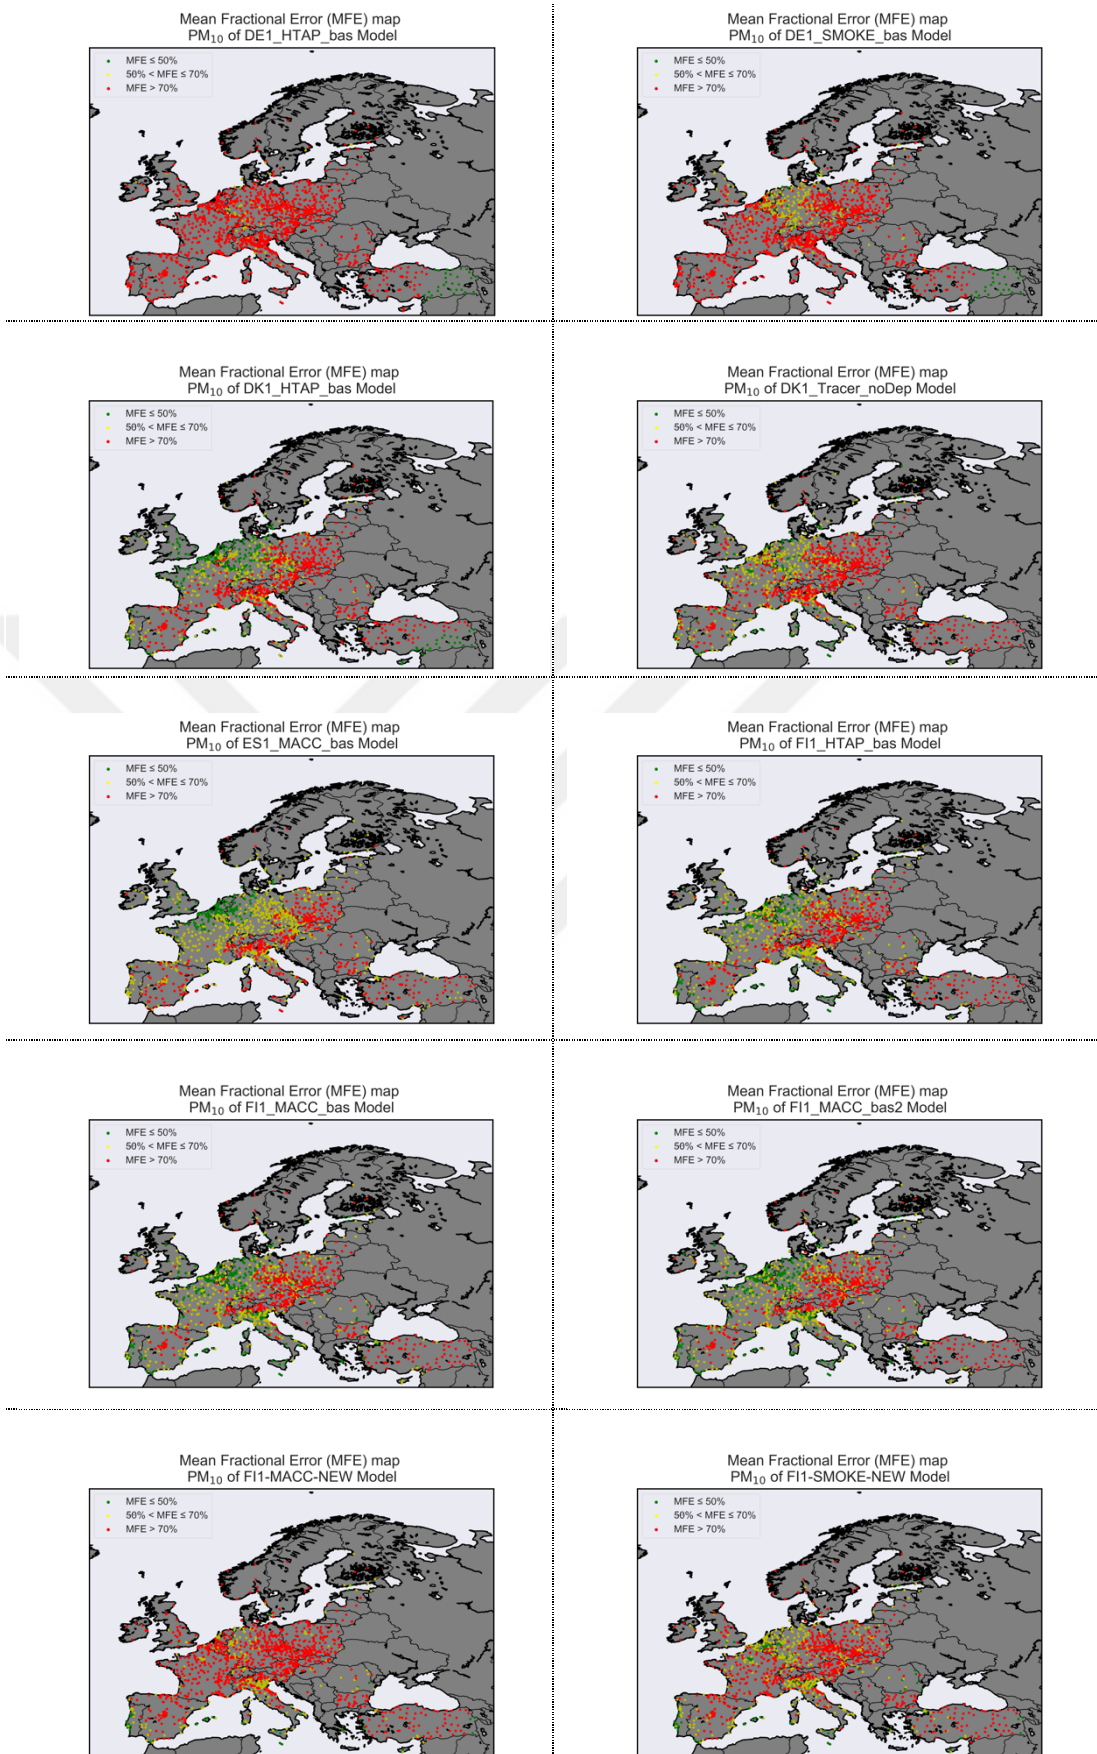 Mean Fractional Error (MFE) map
PM₁₀ of DE1_HTAP_bas Model
MFE ≤ 50%
50% < MFE ≤ 70%
MFE > 70%
Mean Fractional Error (MFE) map
PM₁₀ of DE1_SMOKE_bas Model
MFE ≤ 50%
50% < MFE ≤ 70%
MFE > 70%
Mean Fractional Error (MFE) map
PM₁₀ of DK1_HTAP_bas Model
MFE ≤ 50%
50% < MFE ≤ 70%
MFE > 70%
Mean Fractional Error (MFE) map
PM₁₀ of DK1_Tracer_noDep Model
MFE ≤ 50%
50% < MFE ≤ 70%
MFE > 70%
Mean Fractional Error (MFE) map
PM₁₀ of ES1_MACC_bas Model
MFE ≤ 50%
50% < MFE ≤ 70%
MFE > 70%
Mean Fractional Error (MFE) map
PM₁₀ of FI1_HTAP_bas Model
MFE ≤ 50%
50% < MFE ≤ 70%
MFE > 70%
Mean Fractional Error (MFE) map
PM₁₀ of FI1_MACC_bas Model
MFE ≤ 50%
50% < MFE ≤ 70%
MFE > 70%
Mean Fractional Error (MFE) map
PM₁₀ of FI1_MACC_bas2 Model
MFE ≤ 50%
50% < MFE ≤ 70%
MFE > 70%
Mean Fractional Error (MFE) map
PM₁₀ of FI1-MACC-NEW Model
MFE ≤ 50%
50% < MFE ≤ 70%
MFE > 70%
Mean Fractional Error (MFE) map
PM₁₀ of FI1-SMOKE-NEW Model
MFE ≤ 50%
50% < MFE ≤ 70%
MFE > 70%